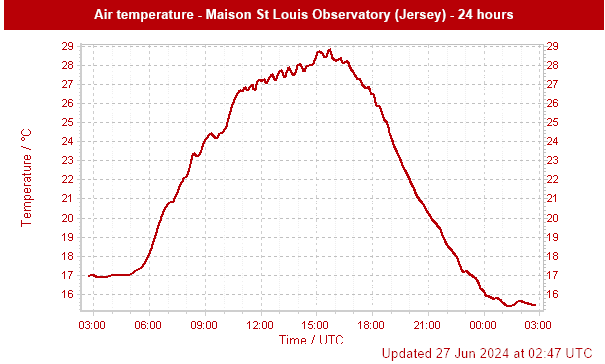 Air temperature - Maison St Louis Observatory (Jersey) - 24 hours
29 29
28 28
27 27
26 26
25 25
24 24
23 23
22 22
21 21
20 20
19 19
18 18
17 17
16 16
Temperature / °C
03:00 06:00 09:00 12:00 15:00 18:00 21:00 00:00 03:00
Time / UTC
Updated 27 Jun 2024 at 02:47 UTC